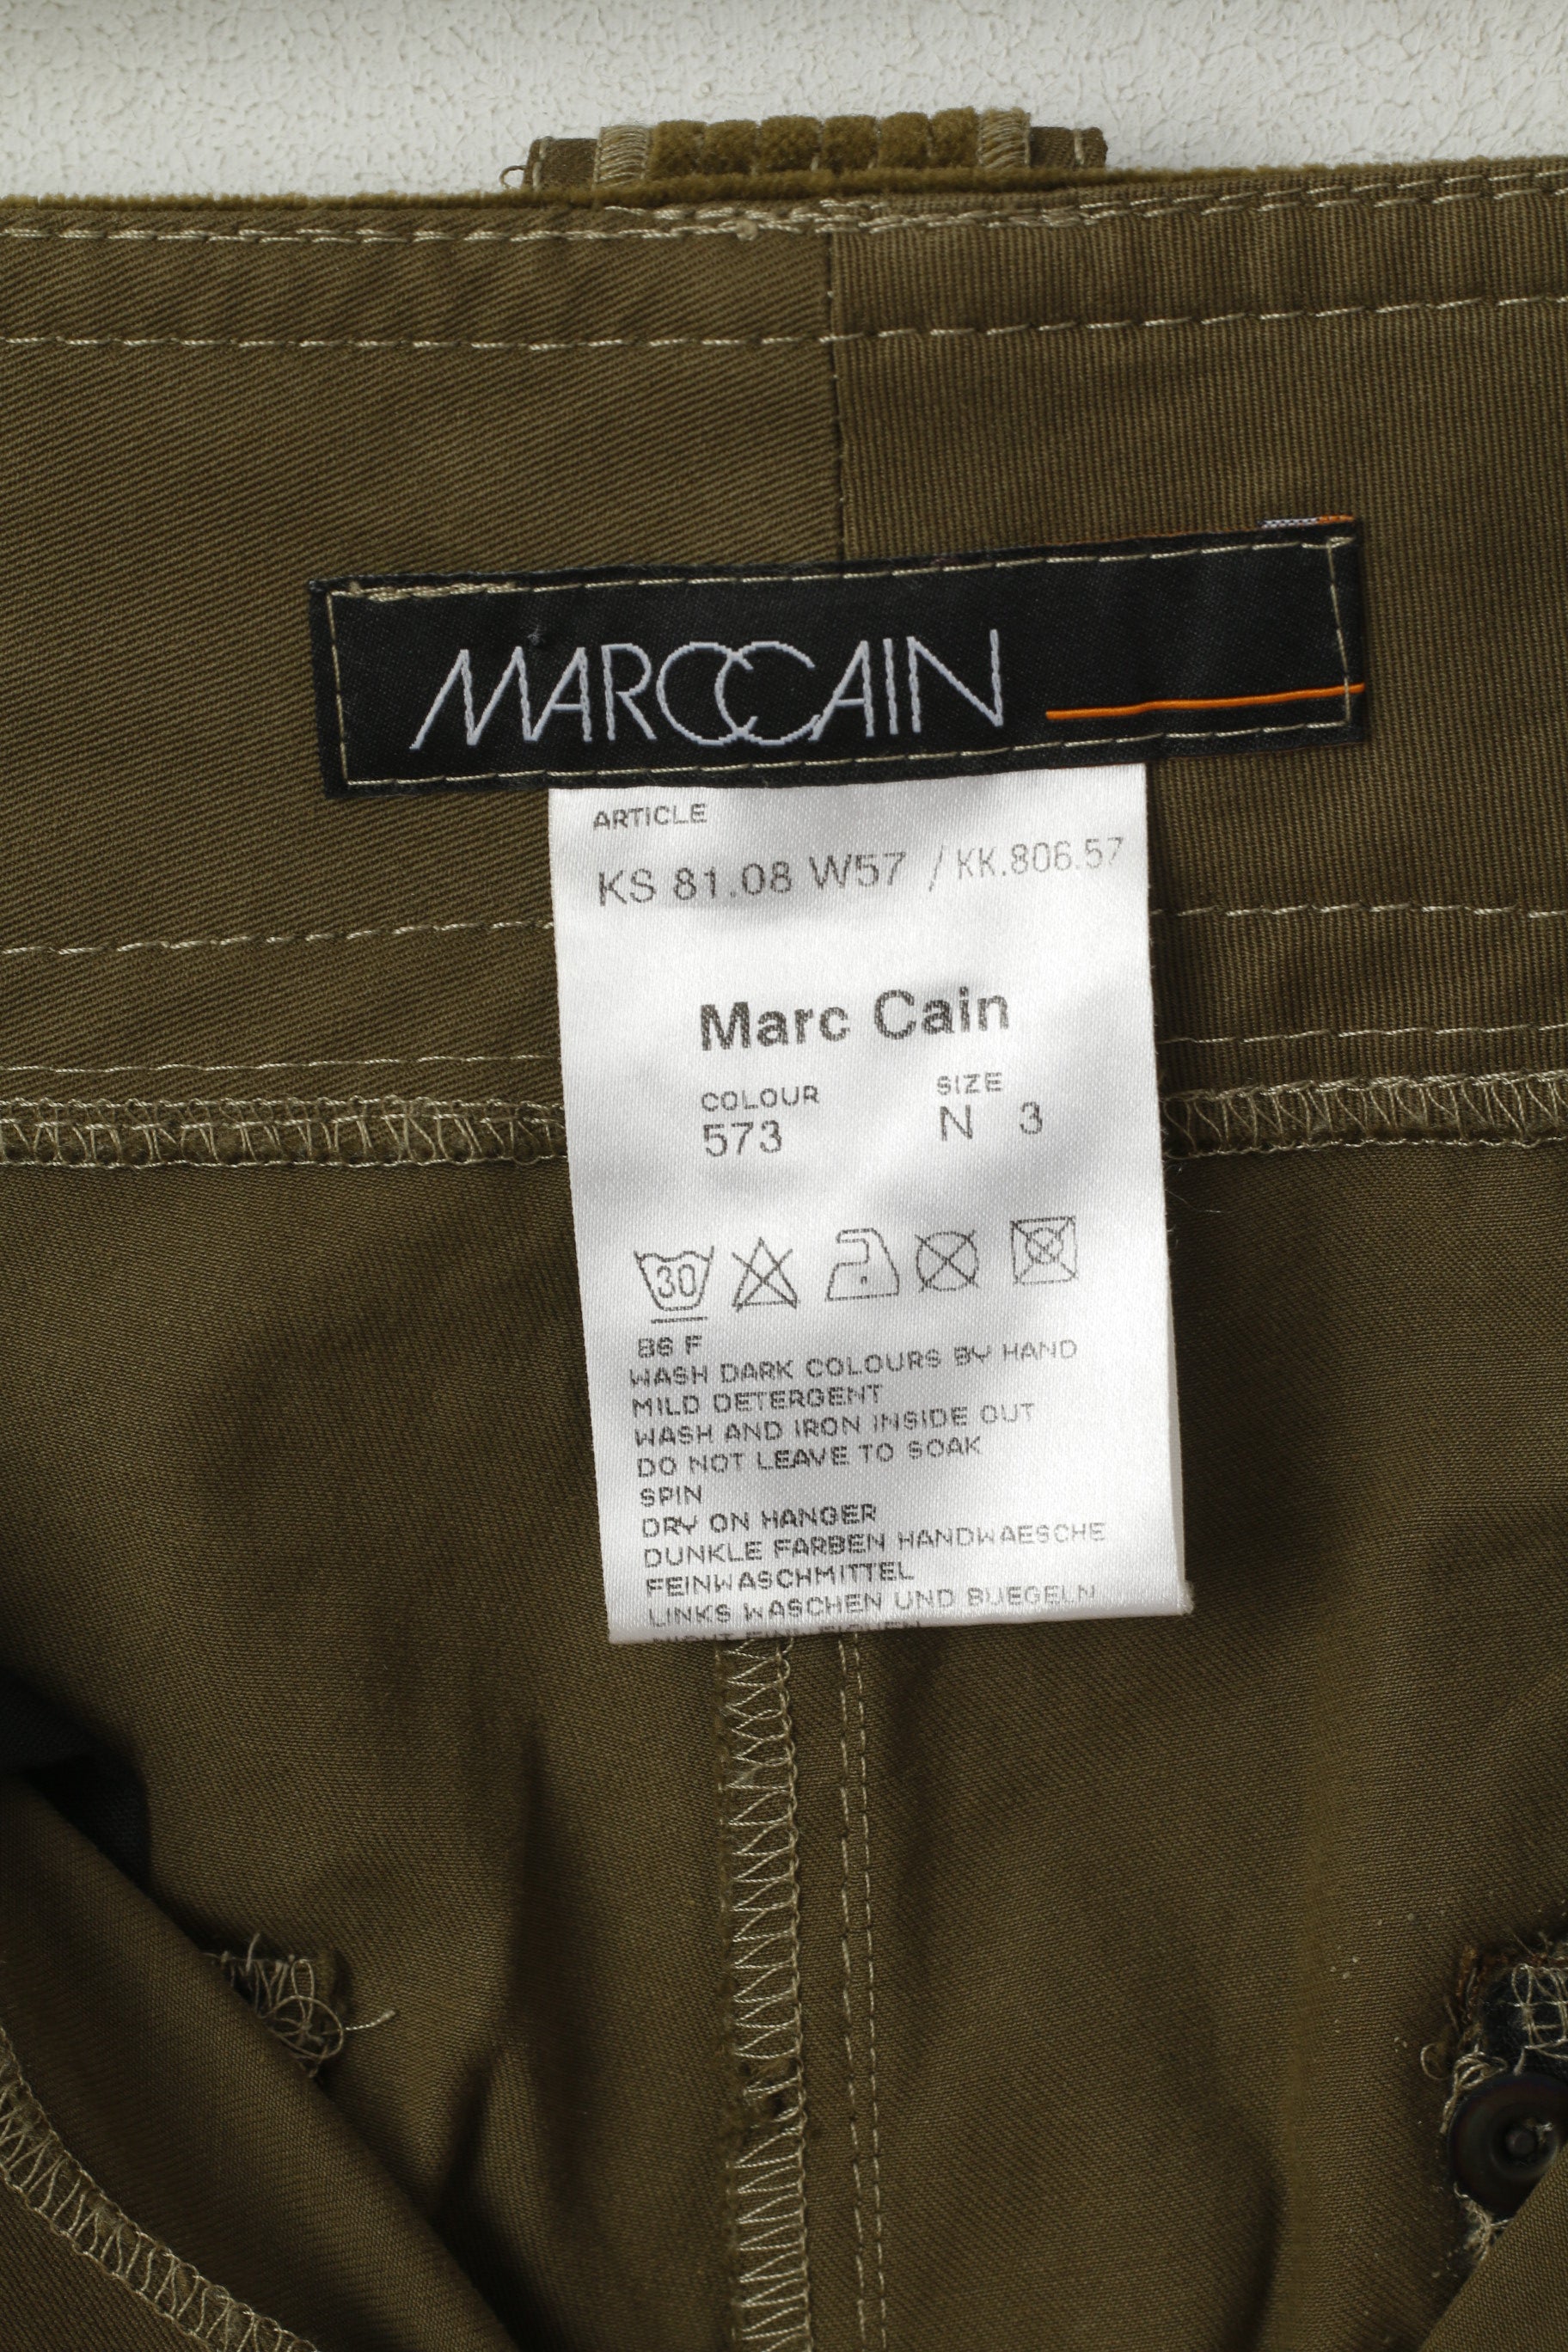 MARCCAIN
ARTICLE
KS 81.08 W57 / KK.806.57
Marc Cain
COLOUR SIZE
573 N 3
30
B6 F
WASH DARK COLOURS BY HAND
MILD DETERGENT
WASH AND IRON INSIDE OUT
DO NOT LEAVE TO SOAK
SPIN
DRY ON HANGER
DUNKLE FARBEN HANDWAESCHE
FEINWASCHMITTEL
LINKS WASCHEN UND BUEGELN